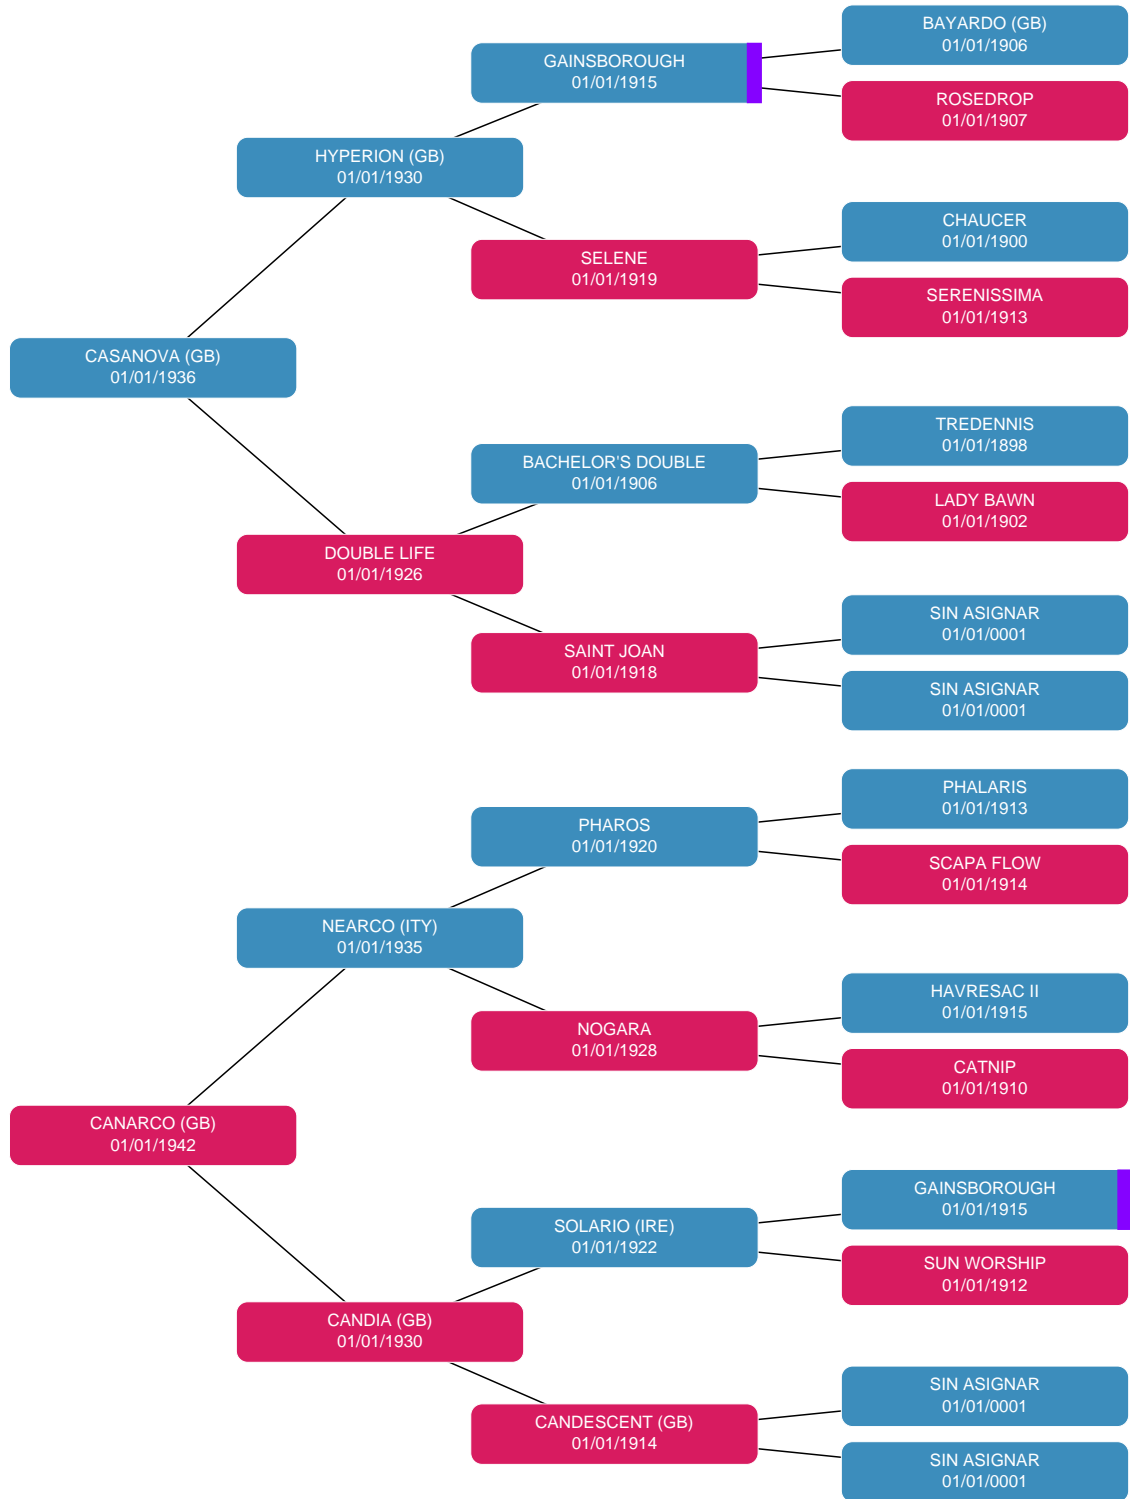 BAYARDO (GB)
01/01/1906
GAINSBOROUGH
01/01/1915
ROSEDROP
01/01/1907
HYPERION (GB)
01/01/1930
CHAUCER
01/01/1900
SELENE
01/01/1919
SERENISSIMA
01/01/1913
CASANOVA (GB)
01/01/1936
TREDENNIS
01/01/1898
BACHELOR'S DOUBLE
01/01/1906
LADY BAWN
01/01/1902
DOUBLE LIFE
01/01/1926
SIN ASIGNAR
01/01/0001
SAINT JOAN
01/01/1918
SIN ASIGNAR
01/01/0001
PHALARIS
01/01/1913
PHAROS
01/01/1920
SCAPA FLOW
01/01/1914
NEARCO (ITY)
01/01/1935
HAVRESAC II
01/01/1915
NOGARA
01/01/1928
CATNIP
01/01/1910
CANARCO (GB)
01/01/1942
GAINSBOROUGH
01/01/1915
SOLARIO (IRE)
01/01/1922
SUN WORSHIP
01/01/1912
CANDIA (GB)
01/01/1930
SIN ASIGNAR
01/01/0001
CANDESCENT (GB)
01/01/1914
SIN ASIGNAR
01/01/0001